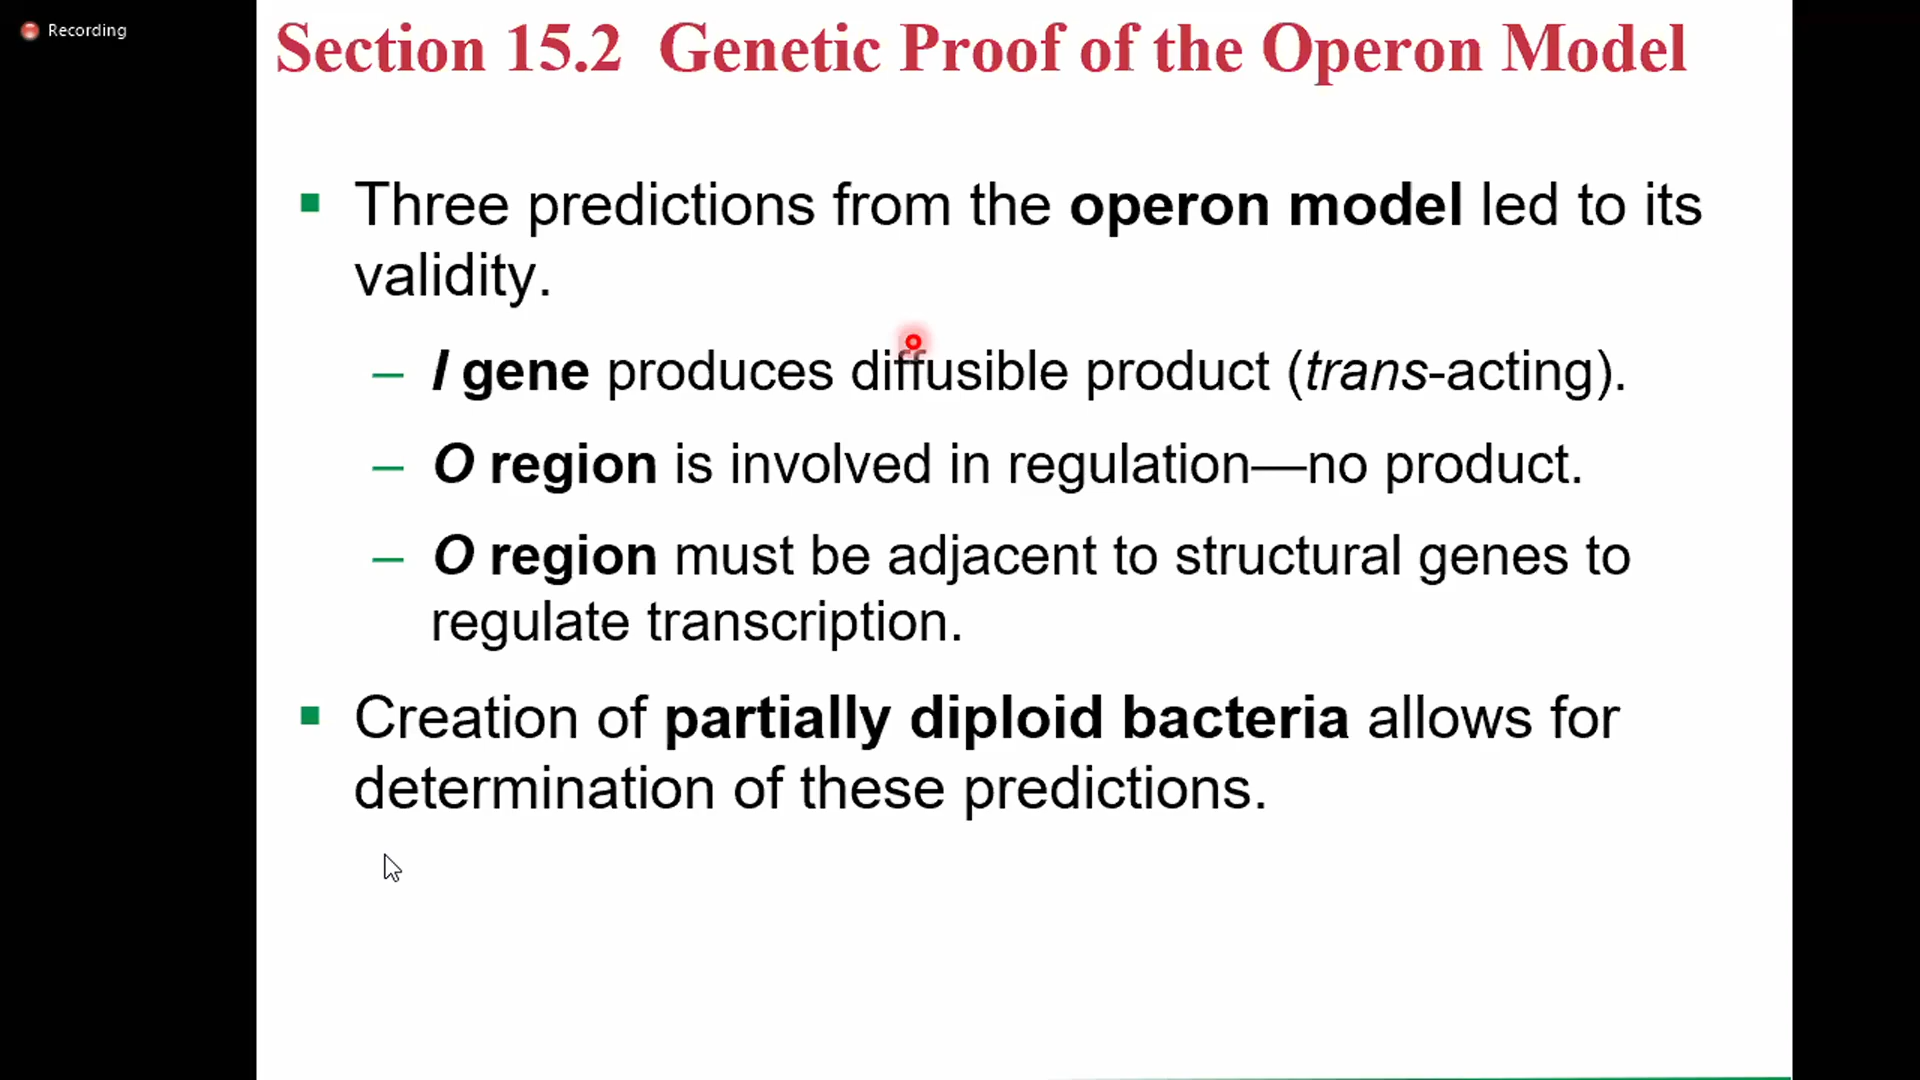 Recording
Section 15.2 Genetic Proof of the Operon Model
▪ Three predictions from the operon model led to its
validity.
– I gene produces diffusible product (trans-acting).
– O region is involved in regulation—no product.
– O region must be adjacent to structural genes to
regulate transcription.
▪ Creation of partially diploid bacteria allows for
determination of these predictions.